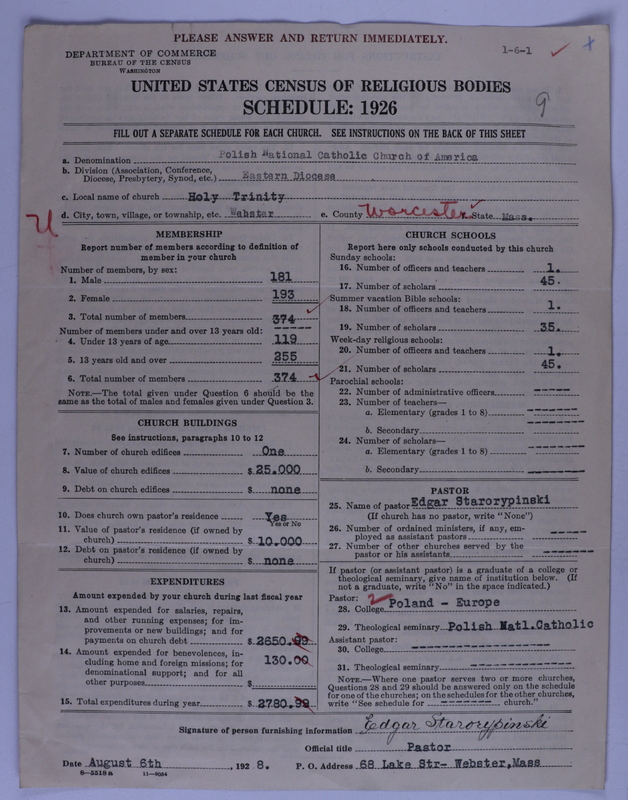 PLEASE ANSWER AND RETURN IMMEDIATELY.
DEPARTMENT OF COMMERCE
BUREAU OF THE CENSUS
WASHINGTON
1-6-1
UNITED STATES CENSUS OF RELIGIOUS BODIES
SCHEDULE: 1926
9
FILL OUT A SEPARATE SCHEDULE FOR EACH CHURCH. SEE INSTRUCTIONS ON THE BACK OF THIS SHEET
a. Denomination Polish National Catholic Church of America
b. Division (Association, Conference, Diocese, Presbytery, Synod, etc.) Eastern Diocese
c. Local name of church Holy Trinity
d. City, town, village, or township, etc. Webster e. County Worcester State Mass.
MEMBERSHIP
Report number of members according to definition of
member in your church
Number of members, by sex:
1. Male 181
2. Female 193
3. Total number of members 374
Number of members under and over 13 years old: -----
4. Under 13 years of age 119
5. 13 years old and over 255
6. Total number of members 374
NOTE.—The total given under Question 6 should be the
same as the total of males and females given under Question 3.
CHURCH BUILDINGS
See instructions, paragraphs 10 to 12
7. Number of church edifices One
8. Value of church edifices $ 25.000
9. Debt on church edifices $ none
10. Does church own pastor's residence Yes
Yes or No
11. Value of pastor's residence (if owned by
church) $ 10.000
12. Debt on pastor's residence (if owned by
church) $ none
EXPENDITURES
Amount expended by your church during last fiscal year
13. Amount expended for salaries, repairs,
and other running expenses; for im-
provements or new buildings; and for
payments on church debt $ 2650.99
14. Amount expended for benevolences, in-
cluding home and foreign missions; for
denominational support; and for all
other purposes $ 130.00
15. Total expenditures during year $ 2780.99
CHURCH SCHOOLS
Report here only schools conducted by this church
Sunday schools:
16. Number of officers and teachers 1.
17. Number of scholars 45.
Summer vacation Bible schools:
18. Number of officers and teachers 1.
19. Number of scholars 35.
Week-day religious schools:
20. Number of officers and teachers 1.
21. Number of scholars 45.
Parochial schools:
22. Number of administrative officers -----
23. Number of teachers—
a. Elementary (grades 1 to 8) -------
b. Secondary -------
24. Number of scholars—
a. Elementary (grades 1 to 8) -------
b. Secondary -------
PASTOR
25. Name of pastor Edgar Starorypinski
(If church has no pastor, write "None")
26. Number of ordained ministers, if any, em-
ployed as assistant pastors -----
27. Number of other churches served by the
pastor or his assistants -----
If pastor (or assistant pastor) is a graduate of a college or
theological seminary, give name of institution below. (If
not a graduate, write "No" in the space indicated.)
Pastor:
28. College Poland - Europe
29. Theological seminary Polish Natl. Catholic
Assistant pastor:
30. College ---------------
31. Theological seminary --------------
NOTE.—Where one pastor serves two or more churches,
Questions 28 and 29 should be answered only on the schedule
for one of the churches; on the schedules for the other churches,
write "See schedule for -------- church."
Signature of person furnishing information Edgar Starorypinski
Official title Pastor
Date August 6th, 1928. P. O. Address 68 Lake Str- Webster, Mass
8-5518a 11-9054